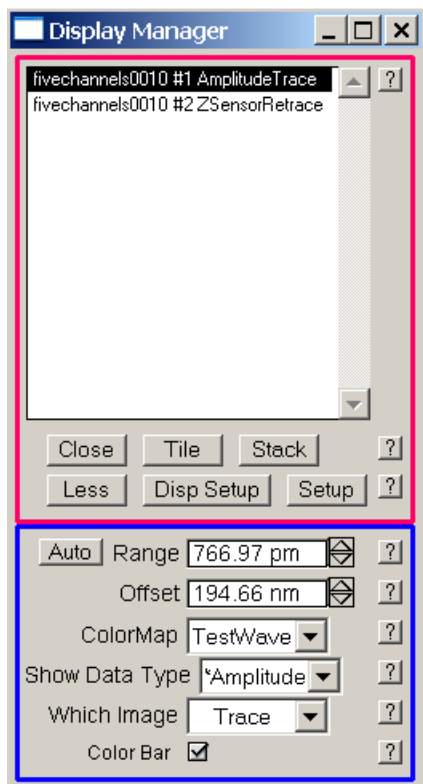 Display Manager
fivechannels0010 #1 AmplitudeTrace ?
fivechannels0010 #2 ZSensorRetrace
Close Tile Stack ?
Less Disp Setup Setup ?
Auto Range 766.97 pm ?
Offset 194.66 nm ?
ColorMap TestWave ?
Show Data Type *Amplitude ?
Which Image Trace ?
Color Bar ?